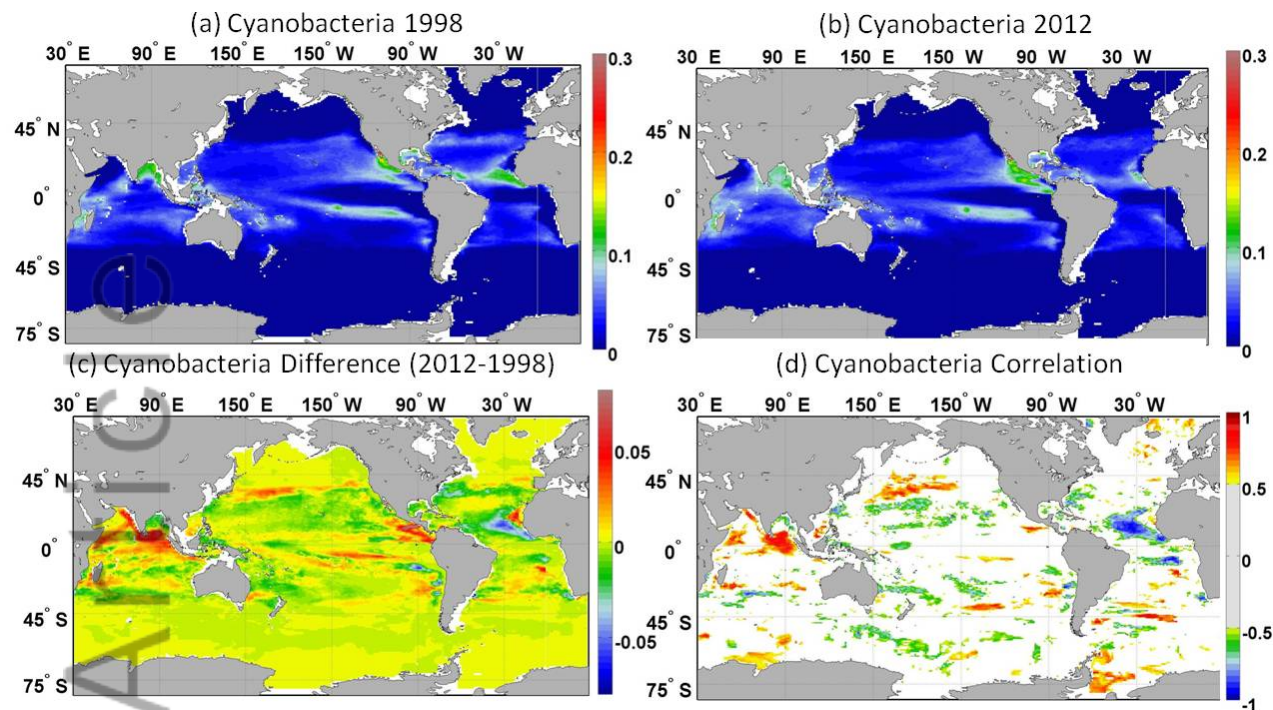 (a) Cyanobacteria 1998
30° E 90° E 150° E 150° W 90° W 30° W
45° N
0°
45° S
75° S
0.3
0.2
0.1
0
(b) Cyanobacteria 2012
30° E 90° E 150° E 150° W 90° W 30° W
45° N
0°
45° S
75° S
0.3
0.2
0.1
0
(c) Cyanobacteria Difference (2012-1998)
30° E 90° E 150° E 150° W 90° W 30° W
45° N
0°
45° S
75° S
0.05
0
-0.05
(d) Cyanobacteria Correlation
30° E 90° E 150° E 150° W 90° W 30° W
45° N
0°
45° S
75° S
1
0.5
0
-0.5
-1
Article